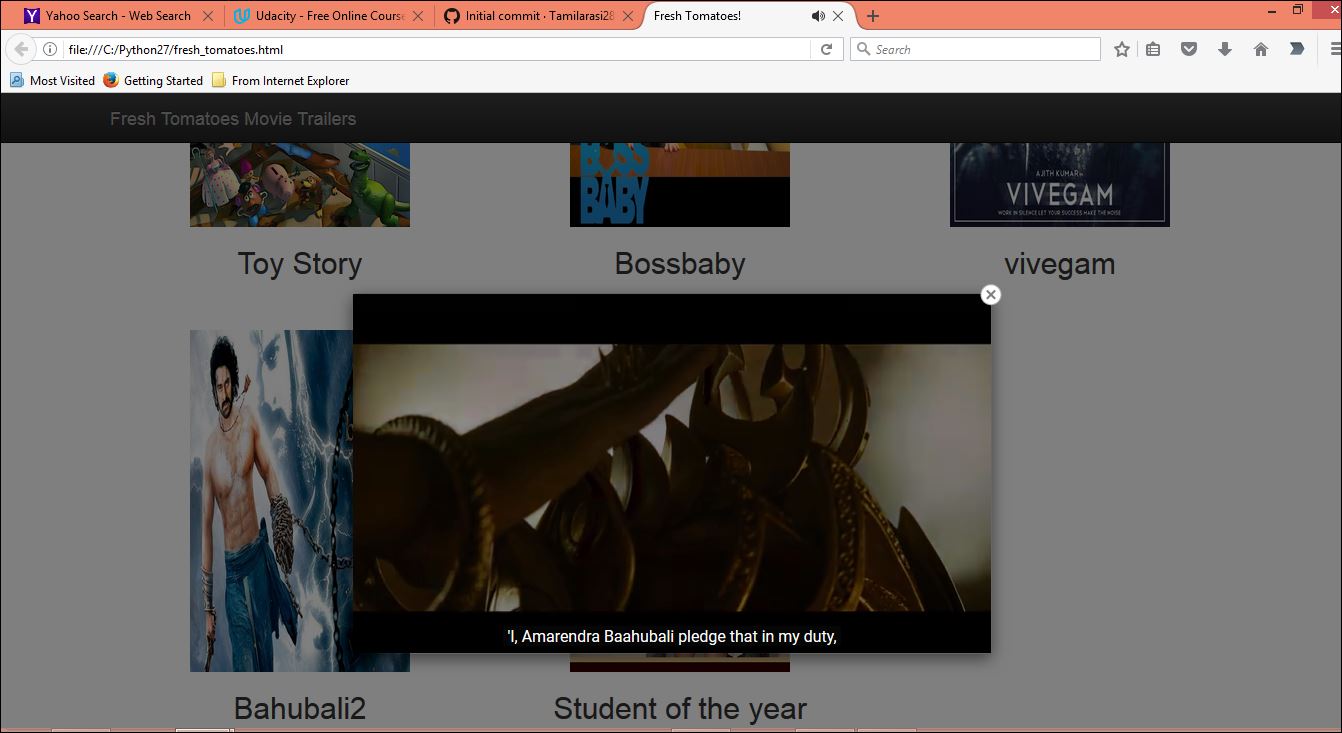 Yahoo Search - Web Search
Udacity - Free Online Course
Initial commit · Tamilarasi28
Fresh Tomatoes!
file:///C:/Python27/fresh_tomatoes.html
Search
Most Visited
Getting Started
From Internet Explorer
Fresh Tomatoes Movie Trailers
BOSS
BABY
AJITH KUMAR IN
VIVEGAM
WORK IN SILENCE LET YOUR SUCCESS MAKE THE NOISE
Toy Story
Bossbaby
vivegam
'I, Amarendra Baahubali pledge that in my duty,
Bahubali2
Student of the year